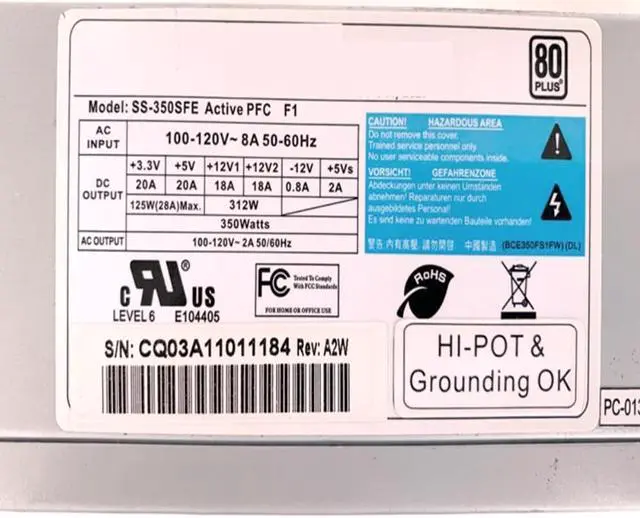 80
PLUS
Model: SS-350SFE Active PFC F1
AC INPUT
100-120V~ 8A 50-60Hz
DC OUTPUT
+3.3V +5V +12V1 +12V2 -12V +5Vs
20A 20A 18A 18A 0.8A 2A
125W(28A)Max. 312W
350Watts
AC OUTPUT 100-120V~ 2A 50/60Hz
CAUTION! HAZARDOUS AREA
Do not remove this cover.
Trained service personnel only
No user serviceable components inside.
VORSICHT! GEFAHRENZONE
Abdeckungen unter keinen Umständen
abnehmen! Reparaturen nur durch
ausgebildetes Personal!
Es sind keine zu wartenden Bauteile vorhanden!
警告 內有高壓, 請勿開啓 中國製造 (BCE350FS1FW) (DL)
c RU ® US
LEVEL 6 E104405
FC Tested To Comply
With FCC Standards
FOR HOME OR OFFICE USE
RoHS
S/N: CQ03A11011184 Rev: A2W
HI-POT &
Grounding OK
PC-013